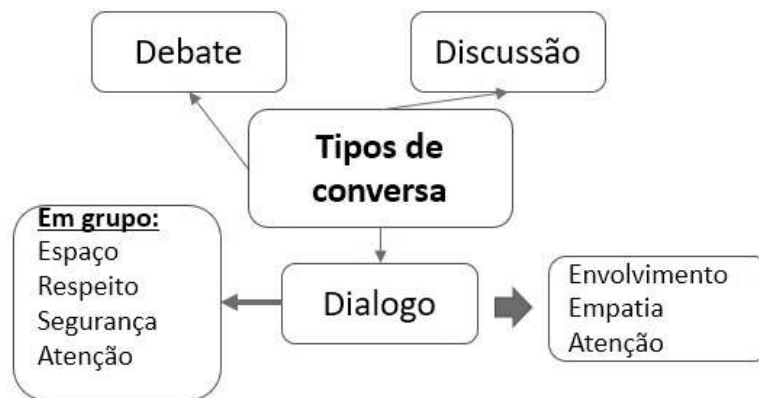 Debate
Discussão
Tipos de
conversa
Em grupo:
Espaço
Respeito
Segurança
Atenção
Dialogo
Envolvimento
Empatia
Atenção